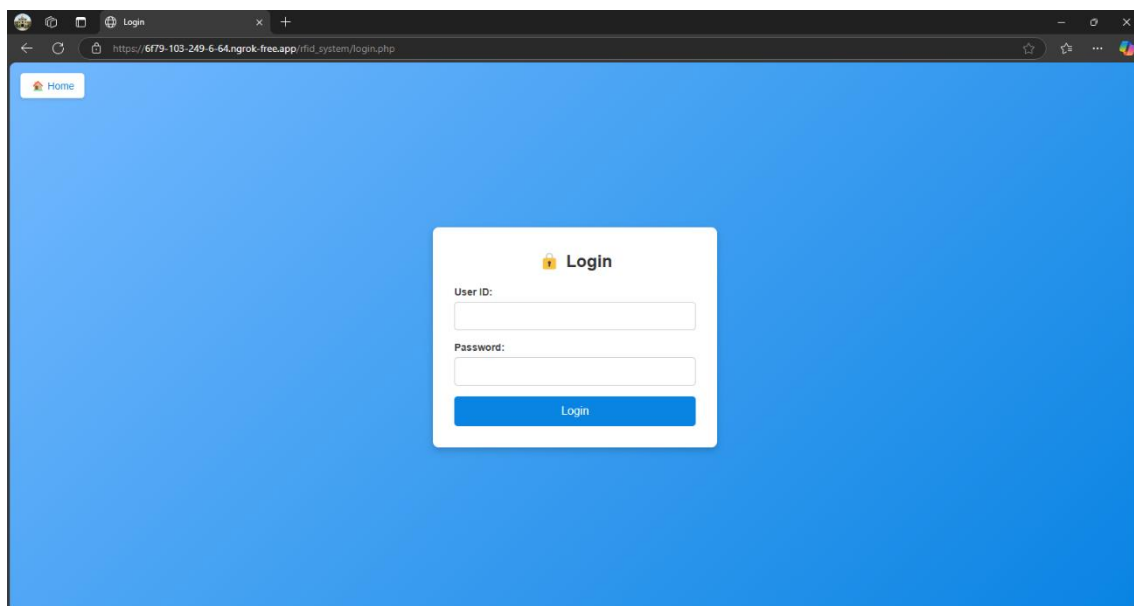 Login
https://6f79-103-249-6-64.ngrok-free.app/rfid_system/login.php
Home
Login
User ID:
Password:
Login